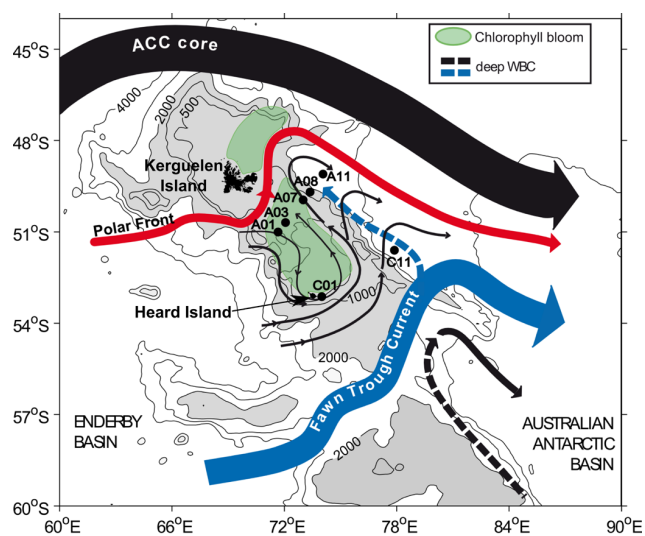 45°S
48°S
51°S
54°S
57°S
60°S
60°E
66°E
72°E
78°E
84°E
90°E
ACC core
Chlorophyll bloom
deep WBC
4000
2000
500
Kerguelen
Island
Polar Front
A11
A08
A07
A03
A01
C11
C01
1000
Heard Island
2000
Fawn Trough Current
ENDERBY
BASIN
2000
AUSTRALIAN
ANTARCTIC
BASIN